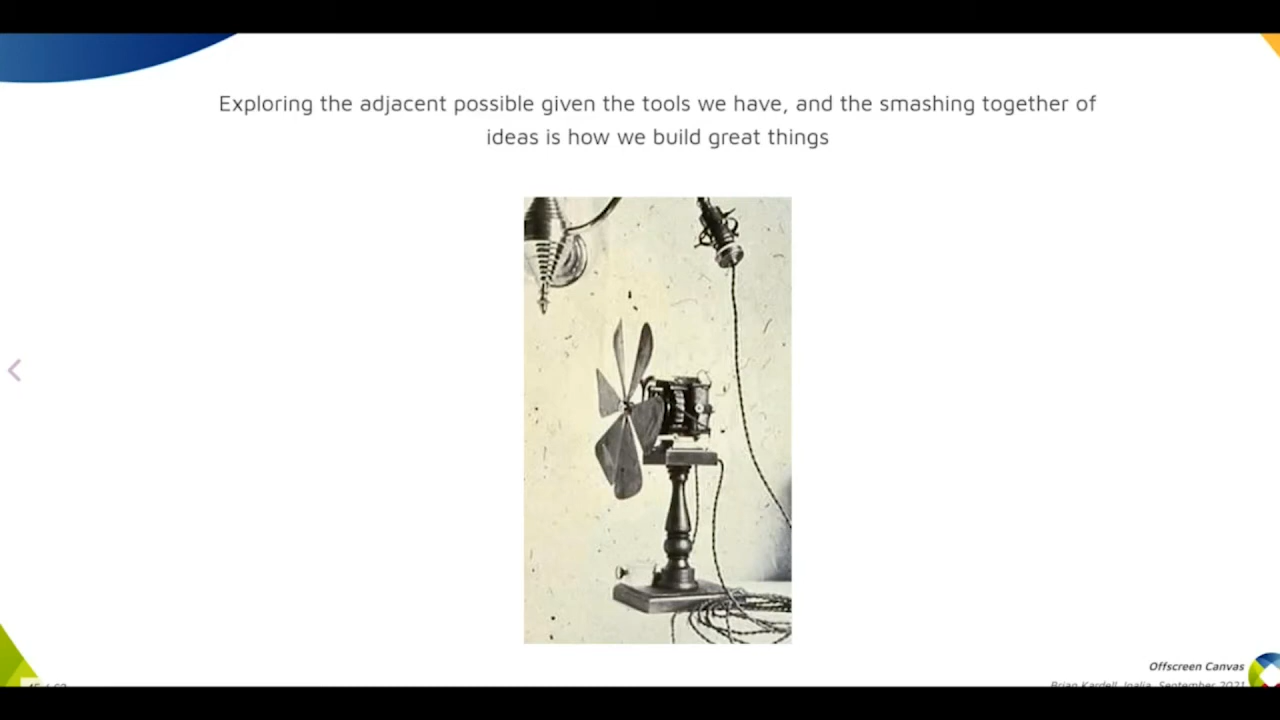 Exploring the adjacent possible given the tools we have, and the smashing together of
ideas is how we build great things
Offscreen Canvas
Brian Kardell, Igalia, September 2021